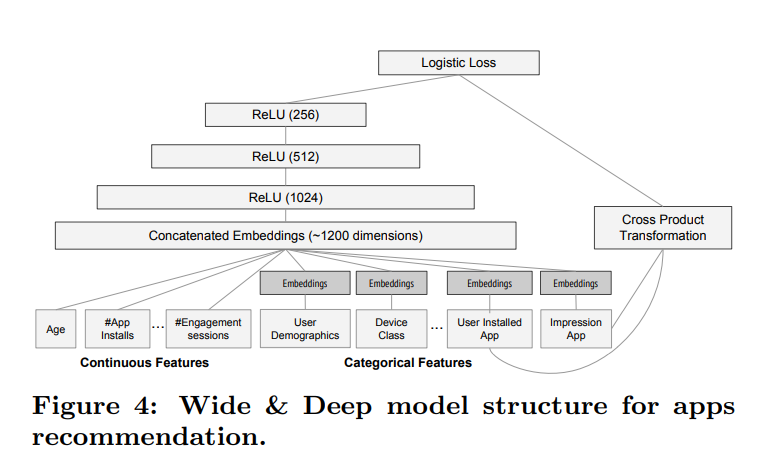 Logistic Loss
ReLU (256)
ReLU (512)
ReLU (1024)
Concatenated Embeddings (~1200 dimensions)
Cross Product
Transformation
Embeddings
Embeddings
Embeddings
Embeddings
Age
#App
Installs
...
#Engagement
sessions
User
Demographics
Device
Class
...
User Installed
App
Impression
App
Continuous Features
Categorical Features
Figure 4: Wide & Deep model structure for apps
recommendation.